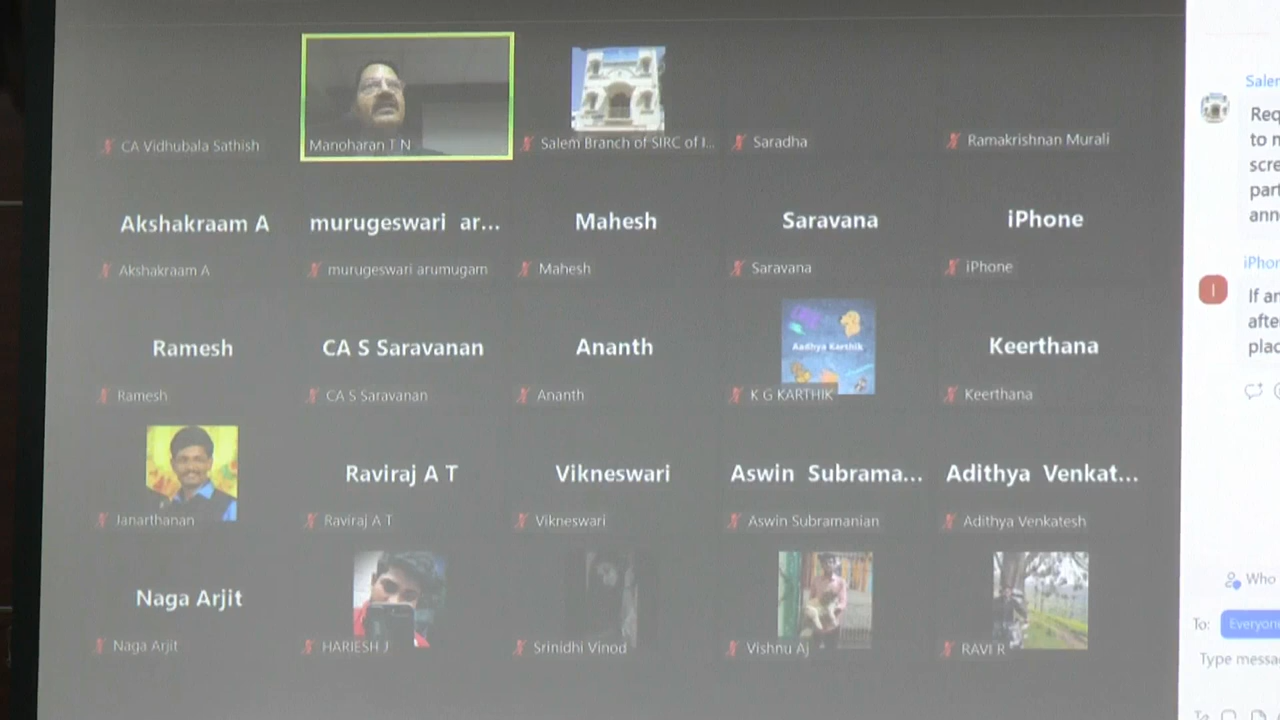 CA Vidhubala Sathish
Manoharan T N
Salem Branch of SIRC of I...
Saradha
Ramakrishnan Murali
Akshakraam A
murugeswari ar...
Mahesh
Saravana
iPhone
Akshakraam A
murugeswari arumugam
Mahesh
Saravana
iPhone
Ramesh
CA S Saravanan
Ananth
Aadhya Karthik
Keerthana
Ramesh
CA S Saravanan
Ananth
K G KARTHIK
Keerthana
Raviraj A T
Vikneswari
Aswin Subrama...
Adithya Venkat...
Janarthanan
Raviraj A T
Vikneswari
Aswin Subramanian
Adithya Venkatesh
Naga Arjit
Naga Arjit
HARIESH J
Srinidhi Vinod
Vishnu Aj
RAVI R
Saler
Req
to m
scre
part
ann
iPhon
I
If an
afte
plac
Who
To: Everyone
Type messa